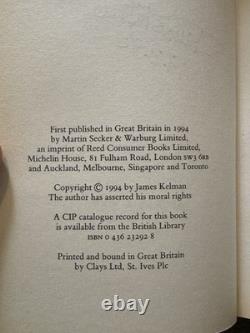 First published in Great Britain in 1994
by Martin Secker & Warburg Limited,
an imprint of Reed Consumer Books Limited,
Michelin House, 81 Fulham Road, London SW3 6RB
and Auckland, Melbourne, Singapore and Toronto
Copyright © 1994 by James Kelman
The author has asserted his moral rights
A CIP catalogue record for this book
is available from the British Library
ISBN 0 436 23292 8
Printed and bound in Great Britain
by Clays Ltd, St. Ives Plc
ebay